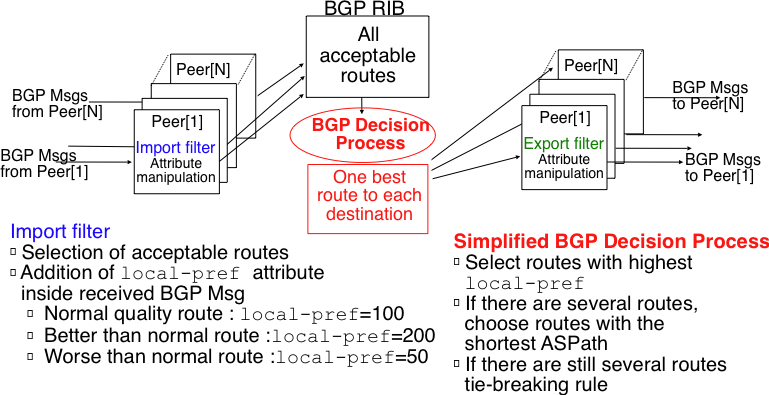 BGP RIB
All
acceptable
routes
Peer[N]
Peer[1]
Import filter
Attribute
manipulation
BGP Msgs
from Peer[N]
BGP Msgs
from Peer[1]
BGP Decision
Process
One best
route to each
destination
Peer[N]
Peer[1]
Export filter
Attribute
manipulation
BGP Msgs
to Peer[N]
BGP Msgs
to Peer[1]
Import filter
Selection of acceptable routes
Addition of local-pref attribute
inside received BGP Msg
Normal quality route : local-pref=100
Better than normal route :local-pref=200
Worse than normal route :local-pref=50
Simplified BGP Decision Process
Select routes with highest
local-pref
If there are several routes,
choose routes with the
shortest ASPath
If there are still several routes
tie-breaking rule